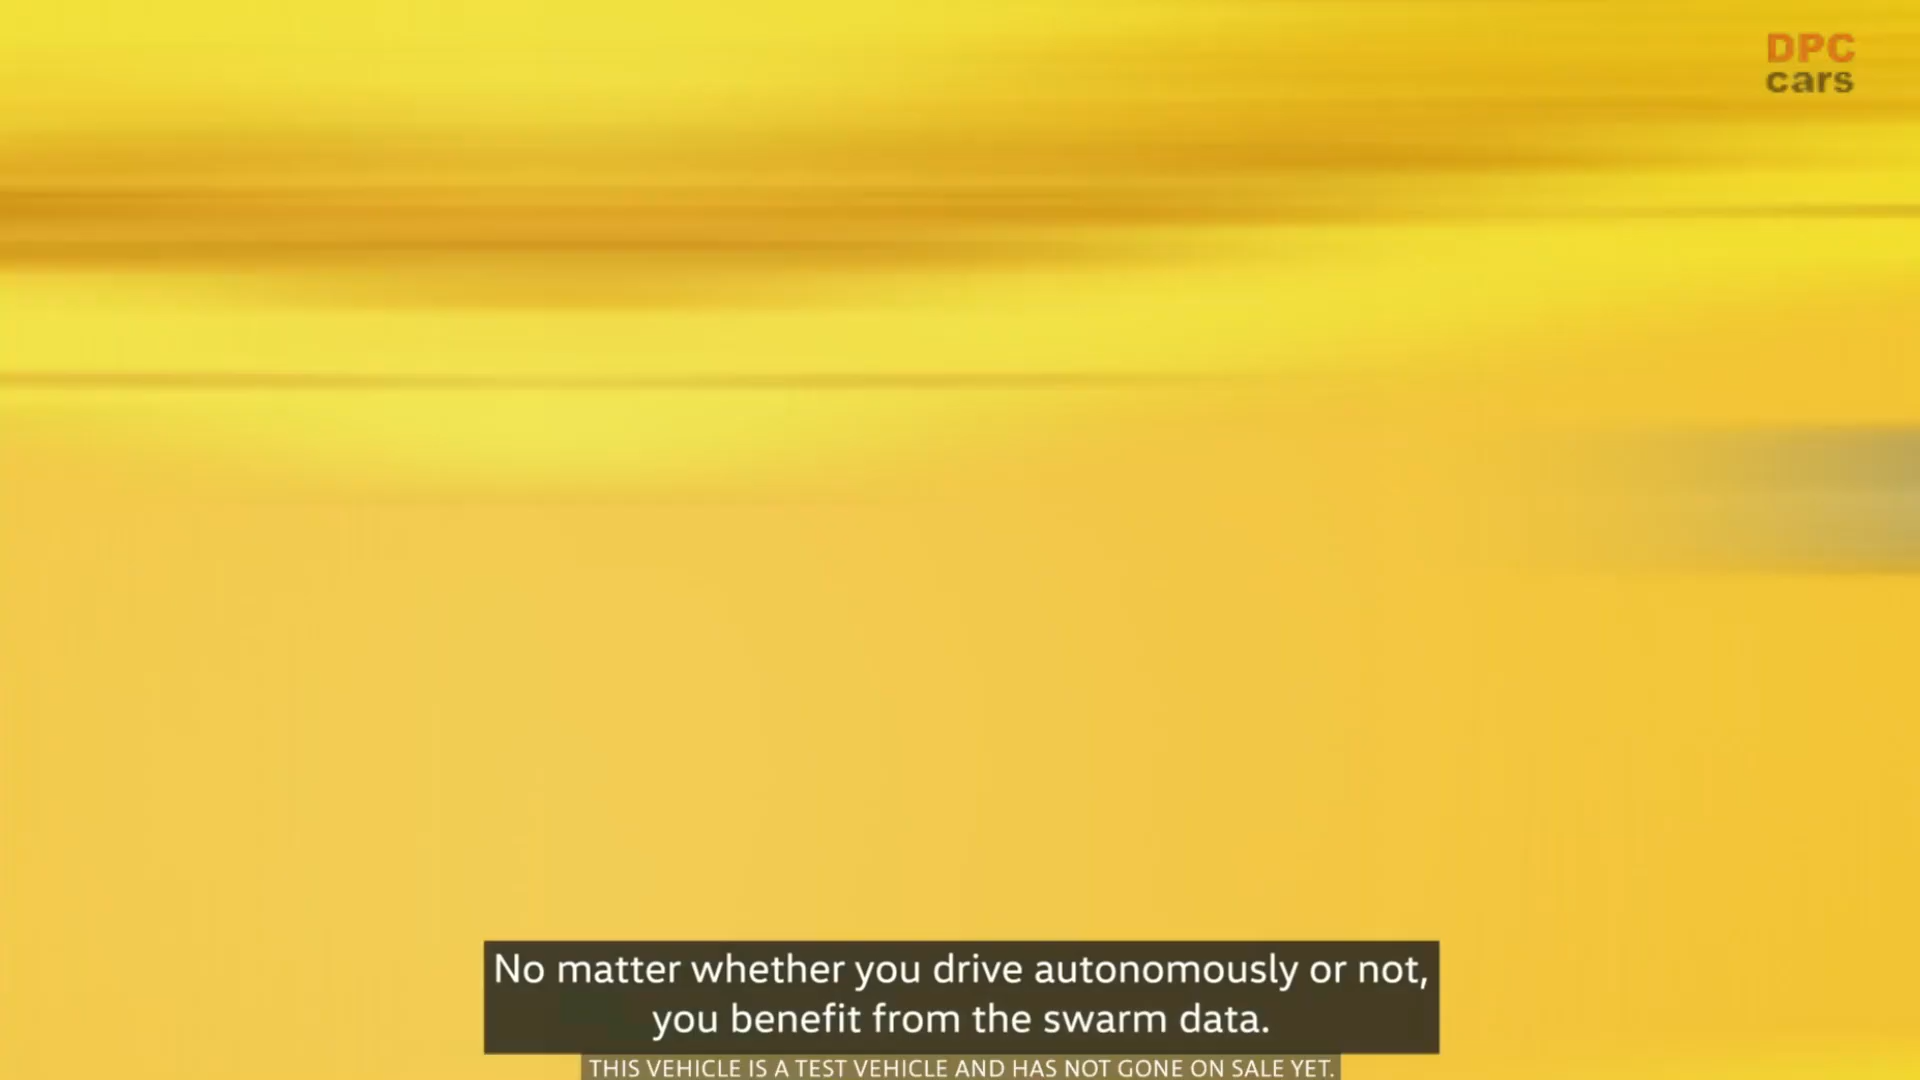 DPC
cars
No matter whether you drive autonomously or not,
you benefit from the swarm data.
THIS VEHICLE IS A TEST VEHICLE AND HAS NOT GONE ON SALE YET.